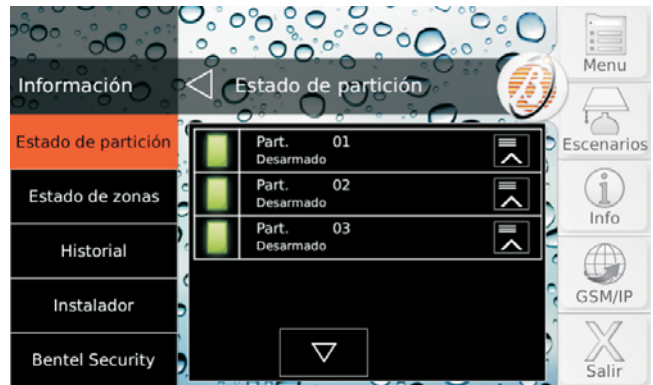 Información
Estado de partición
Estado de partición
Estado de zonas
Historial
Instalador
Bentel Security
Part. 01
Desarmado
Part. 02
Desarmado
Part. 03
Desarmado
Menu
Escenarios
Info
GSM/IP
Salir